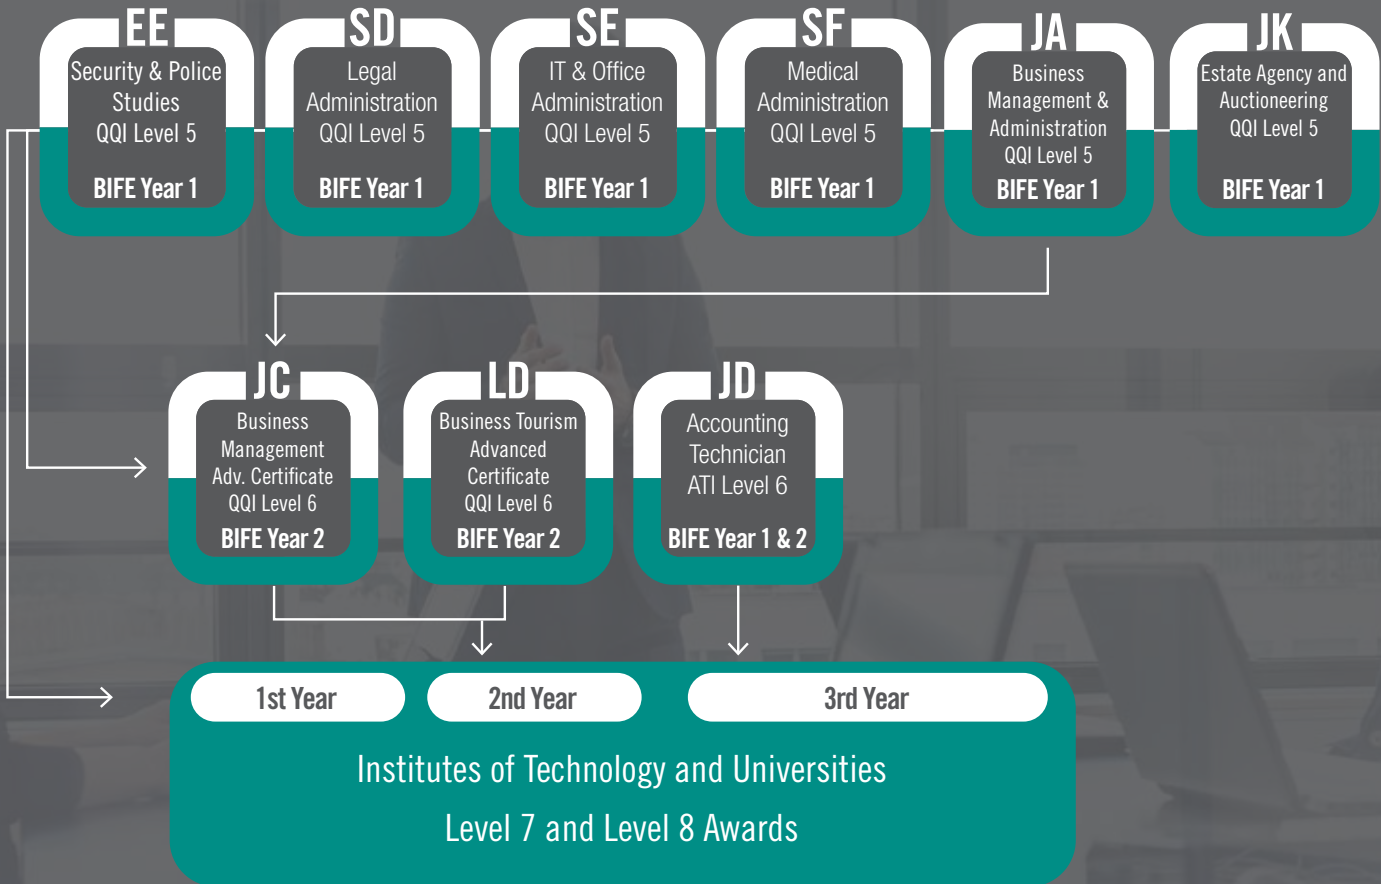 EE
Security & Police
Studies
QQI Level 5
BIFE Year 1
SD
Legal
Administration
QQI Level 5
BIFE Year 1
SE
IT & Office
Administration
QQI Level 5
BIFE Year 1
SF
Medical
Administration
QQI Level 5
BIFE Year 1
JA
Business
Management &
Administration
QQI Level 5
BIFE Year 1
JK
Estate Agency and
Auctioneering
QQI Level 5
BIFE Year 1
JC
Business
Management
Adv. Certificate
QQI Level 6
BIFE Year 2
LD
Business Tourism
Advanced
Certificate
QQI Level 6
BIFE Year 2
JD
Accounting
Technician
ATI Level 6
BIFE Year 1 & 2
1st Year
2nd Year
3rd Year
Institutes of Technology and Universities
Level 7 and Level 8 Awards